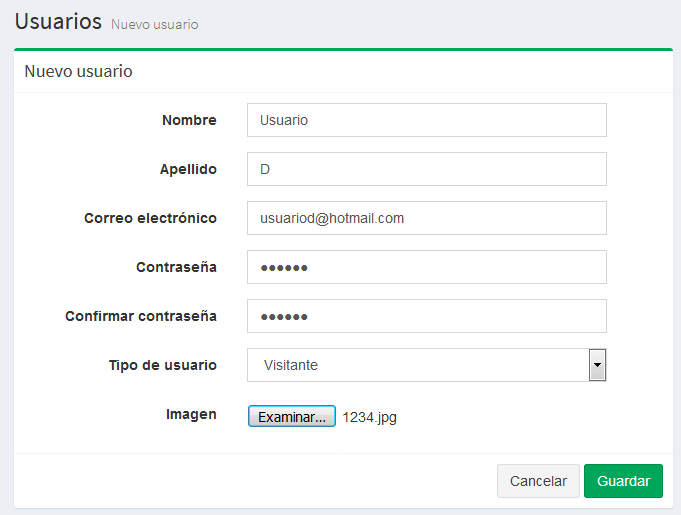 Usuarios Nuevo usuario
Nuevo usuario
Nombre Usuario
Apellido D
Correo electrónico usuariod@hotmail.com
Contraseña ●●●●●●
Confirmar contraseña ●●●●●●
Tipo de usuario Visitante
Imagen Examinar... 1234.jpg
Cancelar Guardar